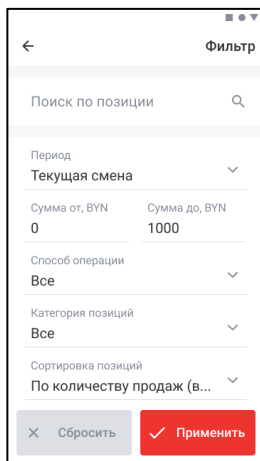 Фильтр
Поиск по позиции
Период
Текущая смена
Сумма от, BYN Сумма до, BYN
0 1000
Способ операции
Все
Категория позиций
Все
Сортировка позиций
По количеству продаж (в...
Сбросить Применить